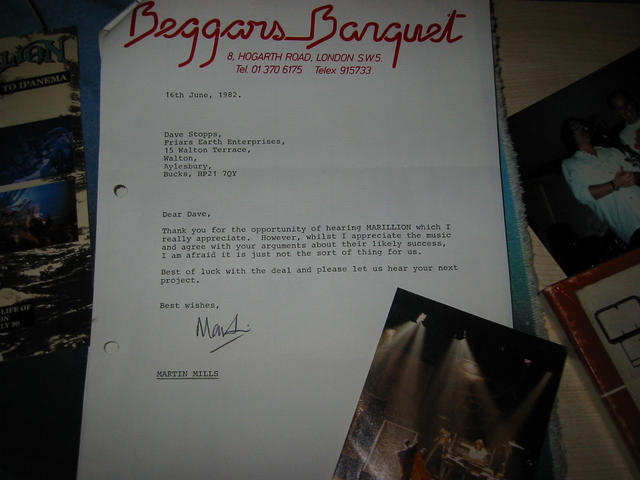 Beggars Banquet
8, HOGARTH ROAD, LONDON S.W.5.
Tel. 01 370 6175 Telex 915733
16th June, 1982.
Dave Stopps,
Friars Earth Enterprises,
15 Walton Terrace,
Walton,
Aylesbury,
Bucks, HP21 7QY
Dear Dave,
Thank you for the opportunity of hearing MARILLION which I
really appreciate. However, whilst I appreciate the music
and agree with your arguments about their likely success,
I am afraid it is just not the sort of thing for us.
Best of luck with the deal and please let us hear your next
project.
Best wishes,
Martin
MARTIN MILLS
TO IPANEMA
LIFE OF